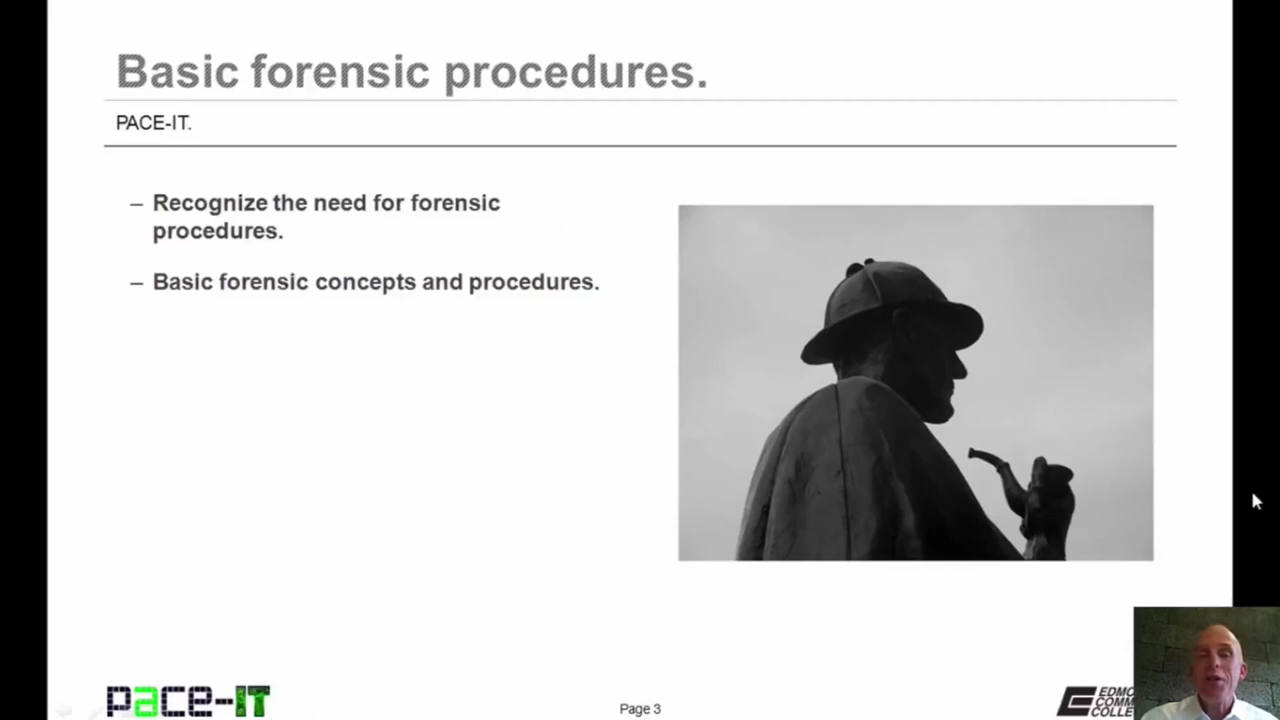 Basic forensic procedures.
PACE-IT.
– Recognize the need for forensic
procedures.
– Basic forensic concepts and procedures.
pace-IT
Page 3